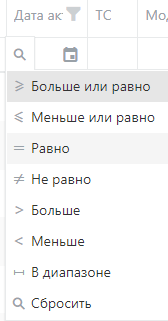 Дата ак ТС Мо
Больше или равно
Меньше или равно
Равно
Не равно
Больше
Меньше
В диапазоне
Сбросить